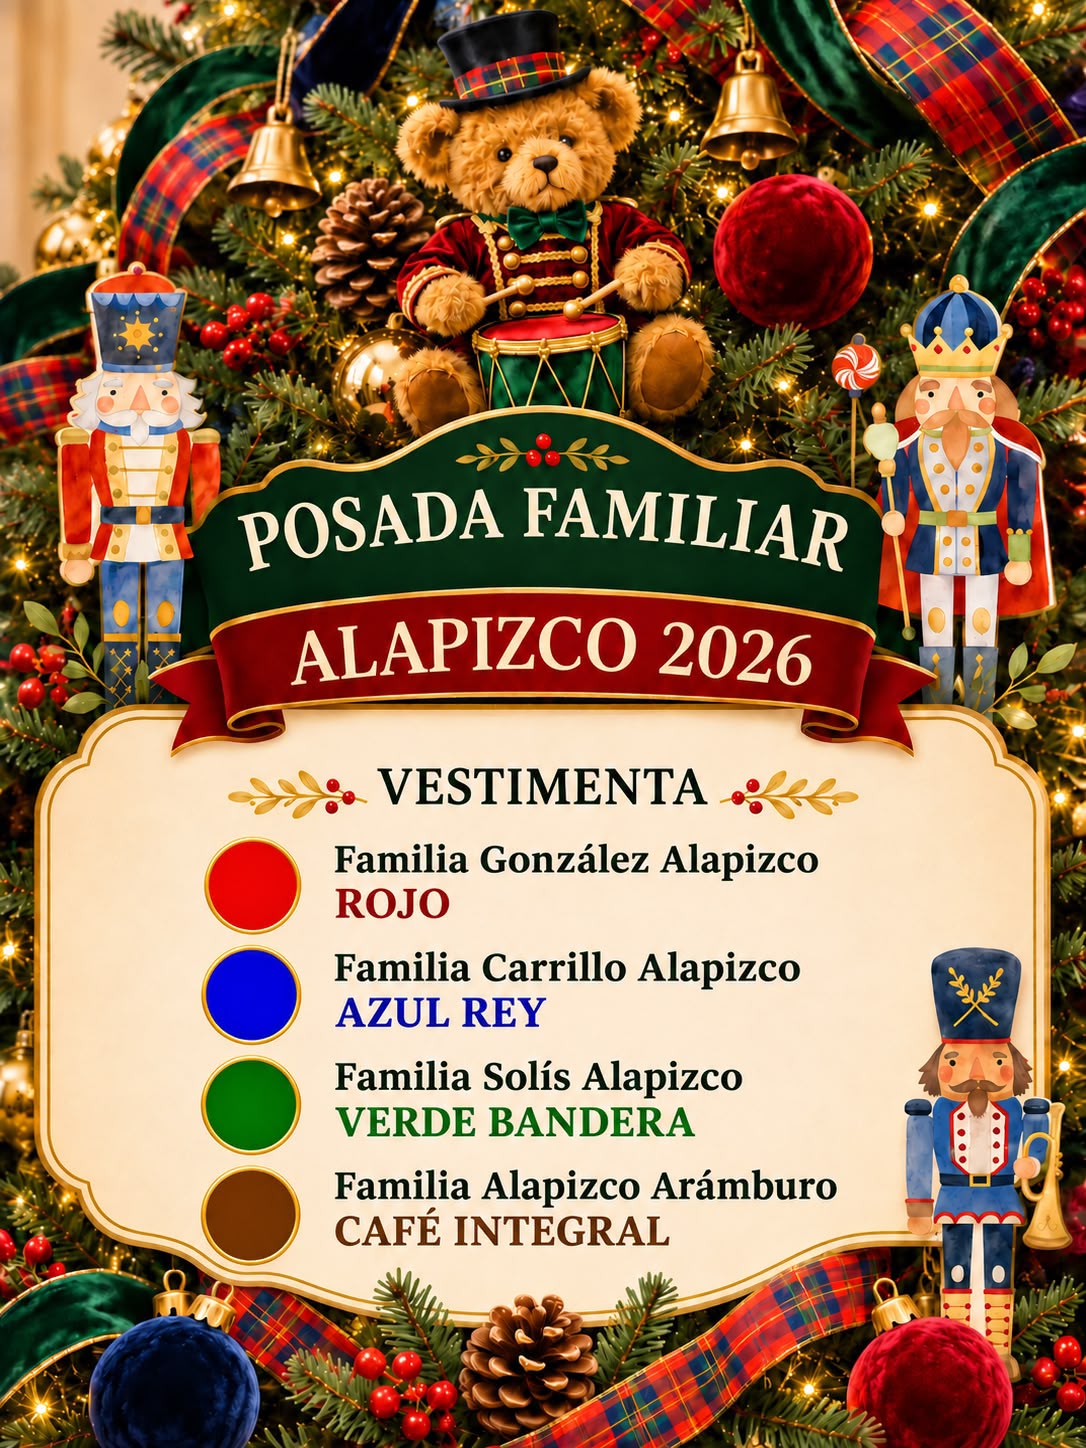 POSADA FAMILIAR
ALAPIZCO 2026
VESTIMENTA
Familia González Alapizco
ROJO
Familia Carrillo Alapizco
AZUL REY
Familia Solís Alapizco
VERDE BANDERA
Familia Alapizco Arámburo
CAFÉ INTEGRAL